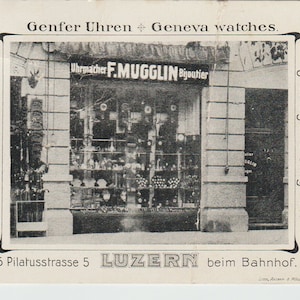 Genfer Uhren + Geneva watches.
Uhrmacher F. MUGGLIN Bijoutier
5 Pilatusstrasse 5 LUZERN beim Bahnhof.